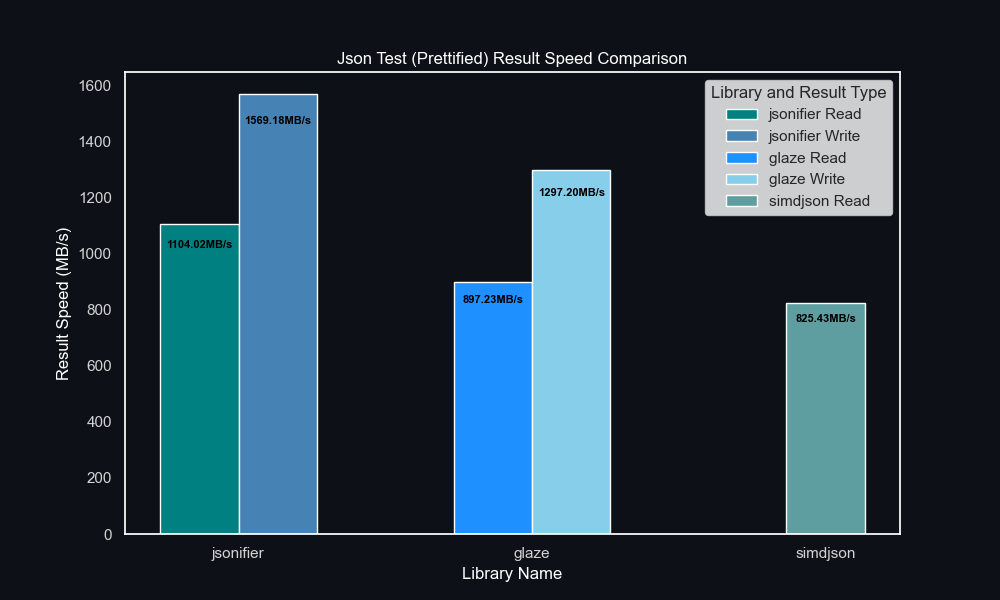 Json Test (Prettified) Result Speed Comparison
Library and Result Type
jsonifier Read
jsonifier Write
glaze Read
glaze Write
simdjson Read
Result Speed (MB/s)
1600
1400
1200
1000
800
600
400
200
0
1104.02MB/s
1569.18MB/s
897.23MB/s
1297.20MB/s
825.43MB/s
jsonifier
glaze
simdjson
Library Name